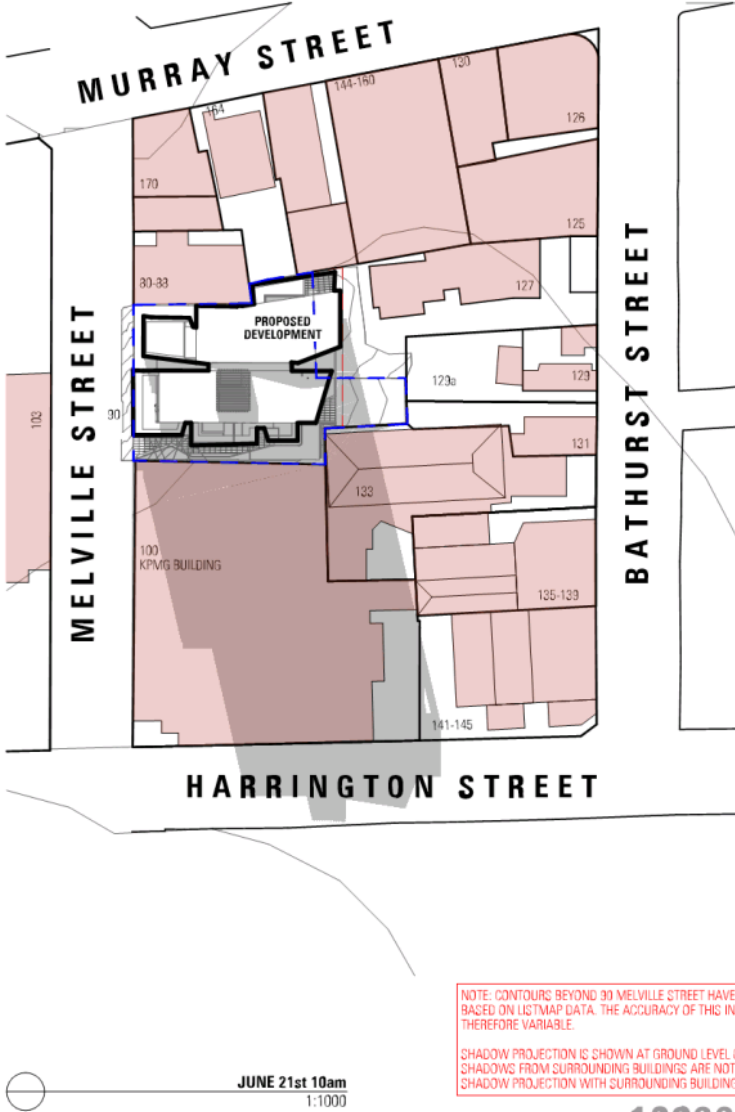 MURRAY STREET
144-160
130
164
126
170
125
80-88
127
PROPOSED
DEVELOPMENT
MELVILLE STREET
BATHURST STREET
129a
129
103
90
131
133
100
KPMG BUILDING
135-139
141-145
HARRINGTON STREET
NOTE: CONTOURS BEYOND 90 MELVILLE STREET HAVE
BASED ON LISTMAP DATA. THE ACCURACY OF THIS IN
THEREFORE VARIABLE.
SHADOW PROJECTION IS SHOWN AT GROUND LEVEL
SHADOWS FROM SURROUNDING BUILDINGS ARE NOT
SHADOW PROJECTION WITH SURROUNDING BUILDING
JUNE 21st 10am
1:1000